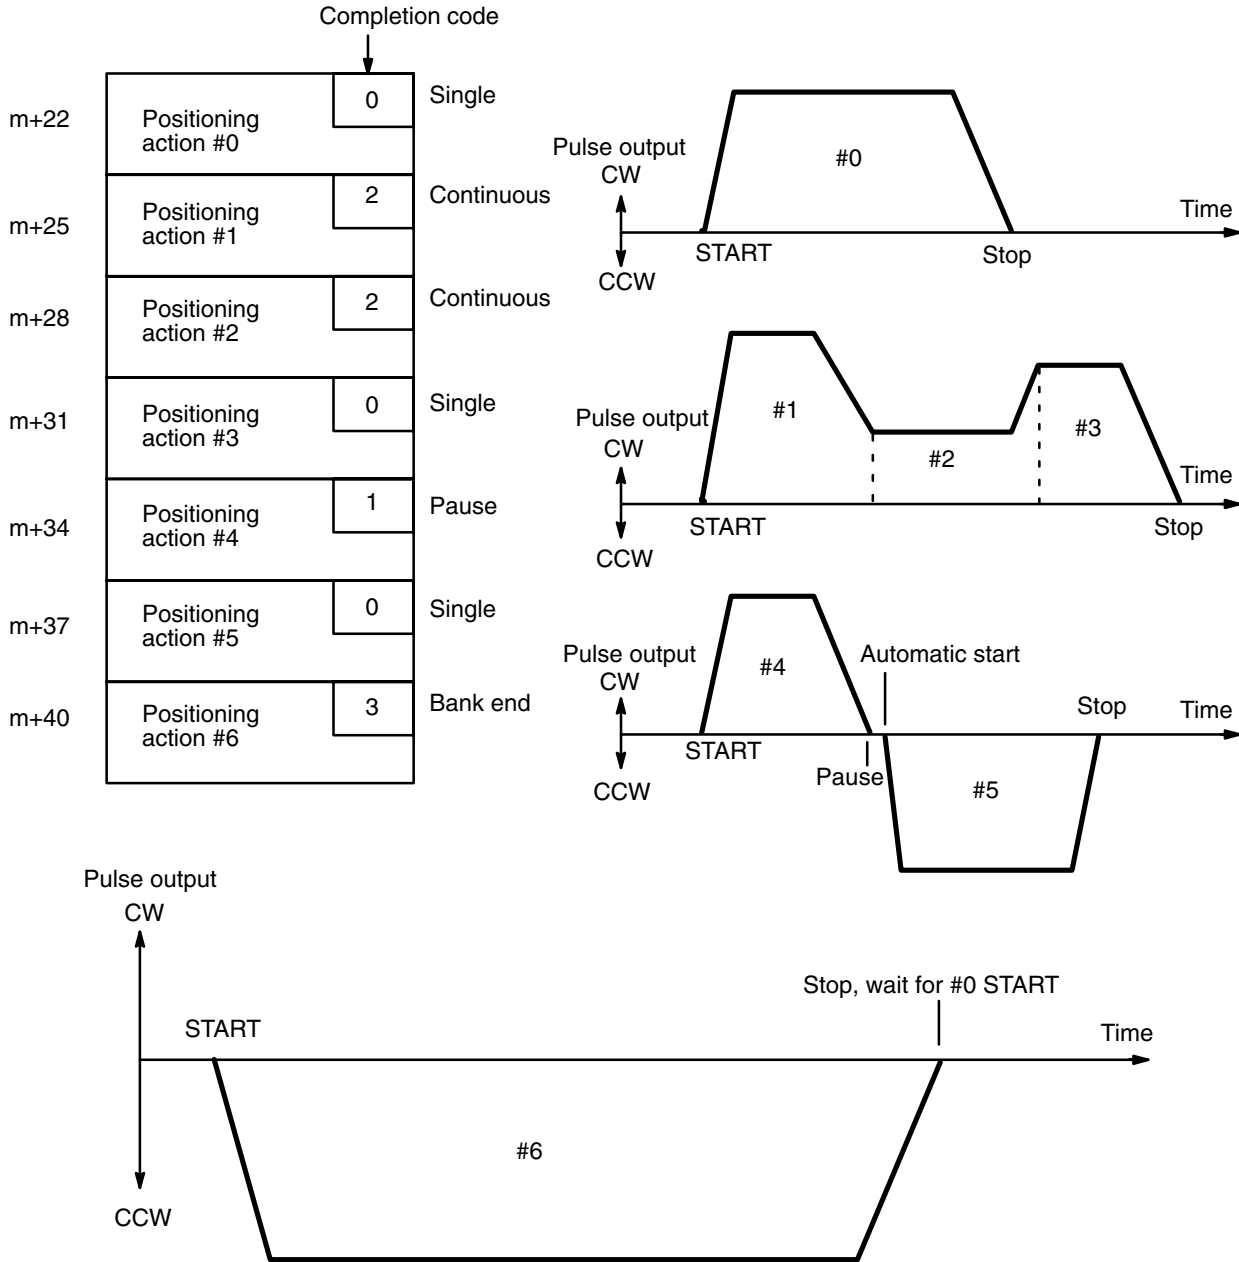 Completion code
m+22
Positioning
action #0
0
Single
m+25
Positioning
action #1
2
Continuous
m+28
Positioning
action #2
2
Continuous
m+31
Positioning
action #3
0
Single
m+34
Positioning
action #4
1
Pause
m+37
Positioning
action #5
0
Single
m+40
Positioning
action #6
3
Bank end
Pulse output
CW
CCW
#0
START
Stop
Time
Pulse output
CW
CCW
#1
#2
#3
START
Stop
Time
Pulse output
CW
CCW
#4
Automatic start
START
Pause
#5
Stop
Time
Pulse output
CW
START
Stop, wait for #0 START
Time
#6
CCW